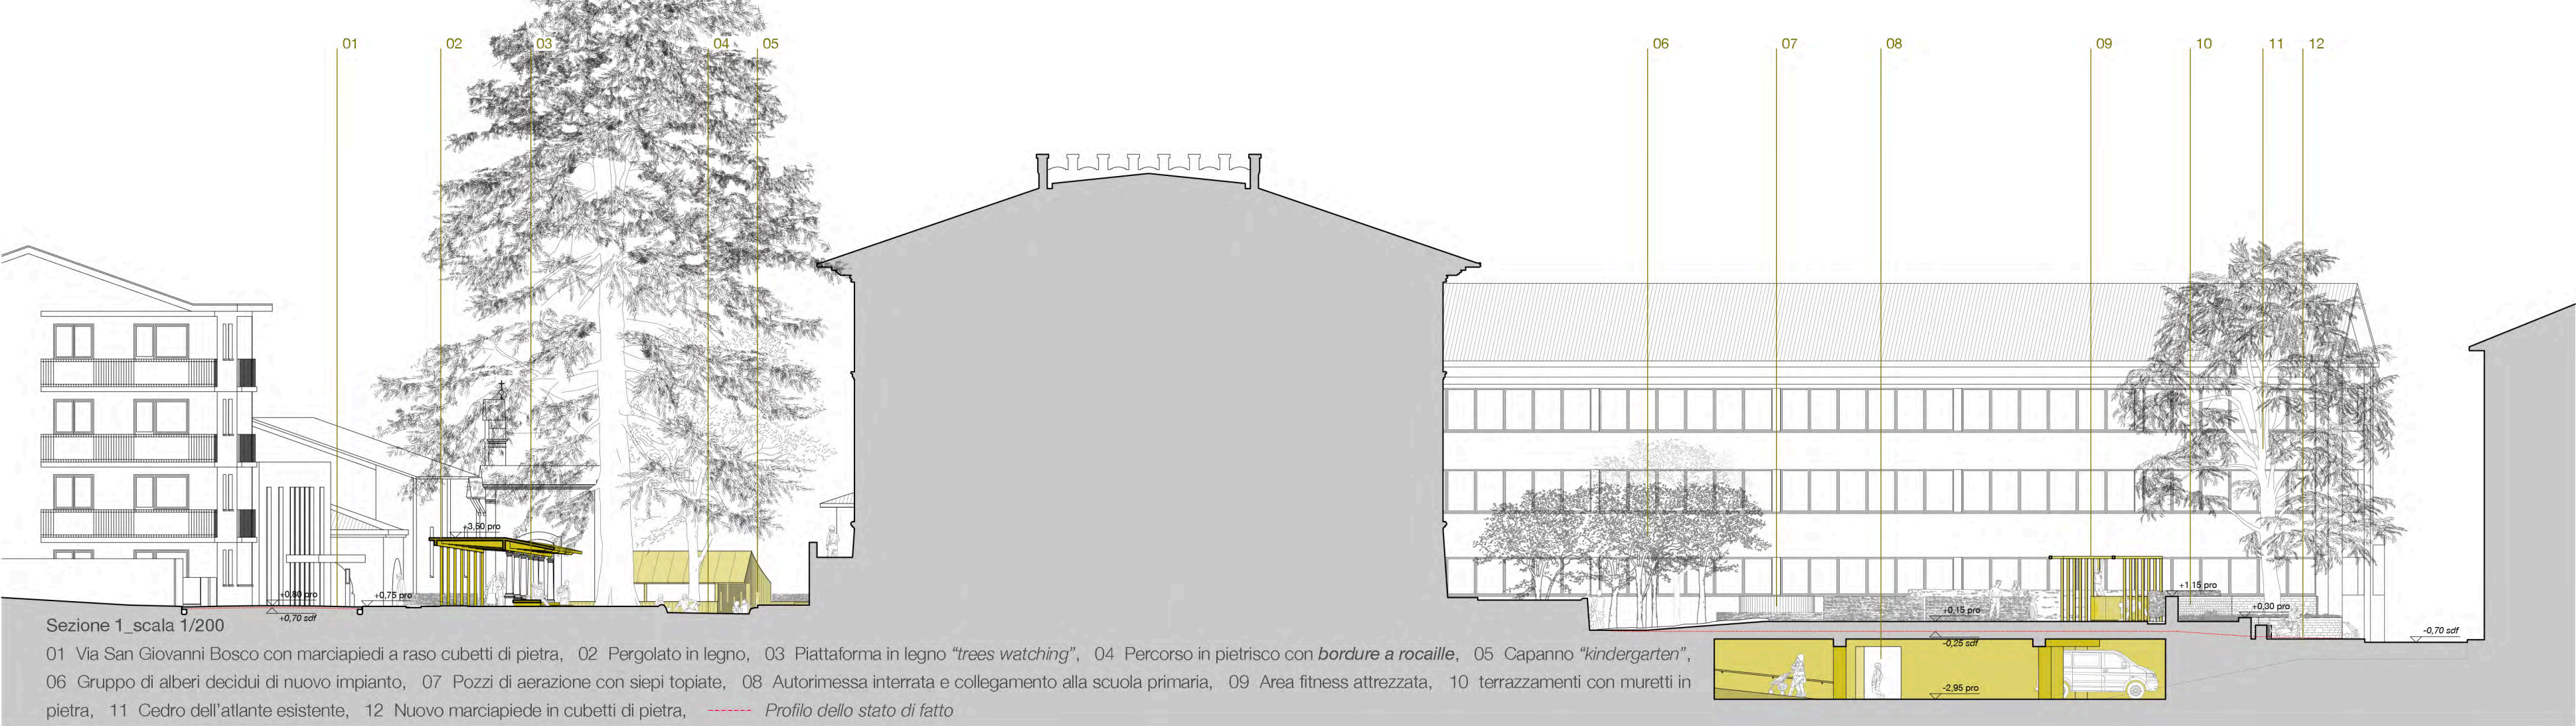 01 02 03 04 05 06 07 08 09 10 11 12
+3,50 pro
+0,80 pro +0,75 pro +1,15 pro
+0,15 pro +0,30 pro
+0,70 sdf
-0,70 sdf
-0,25 sdf
-2,95 pro
Sezione 1_scala 1/200
01 Via San Giovanni Bosco con marciapiedi a raso cubetti di pietra, 02 Pergolato in legno, 03 Piattaforma in legno “trees watching”, 04 Percorso in pietrisco con bordure a rocaille, 05 Capanno “kindergarten”,
06 Gruppo di alberi decidui di nuovo impianto, 07 Pozzi di aerazione con siepi topiate, 08 Autorimessa interrata e collegamento alla scuola primaria, 09 Area fitness attrezzata, 10 terrazzamenti con muretti in
pietra, 11 Cedro dell’atlante esistente, 12 Nuovo marciapiede in cubetti di pietra, Profilo dello stato di fatto